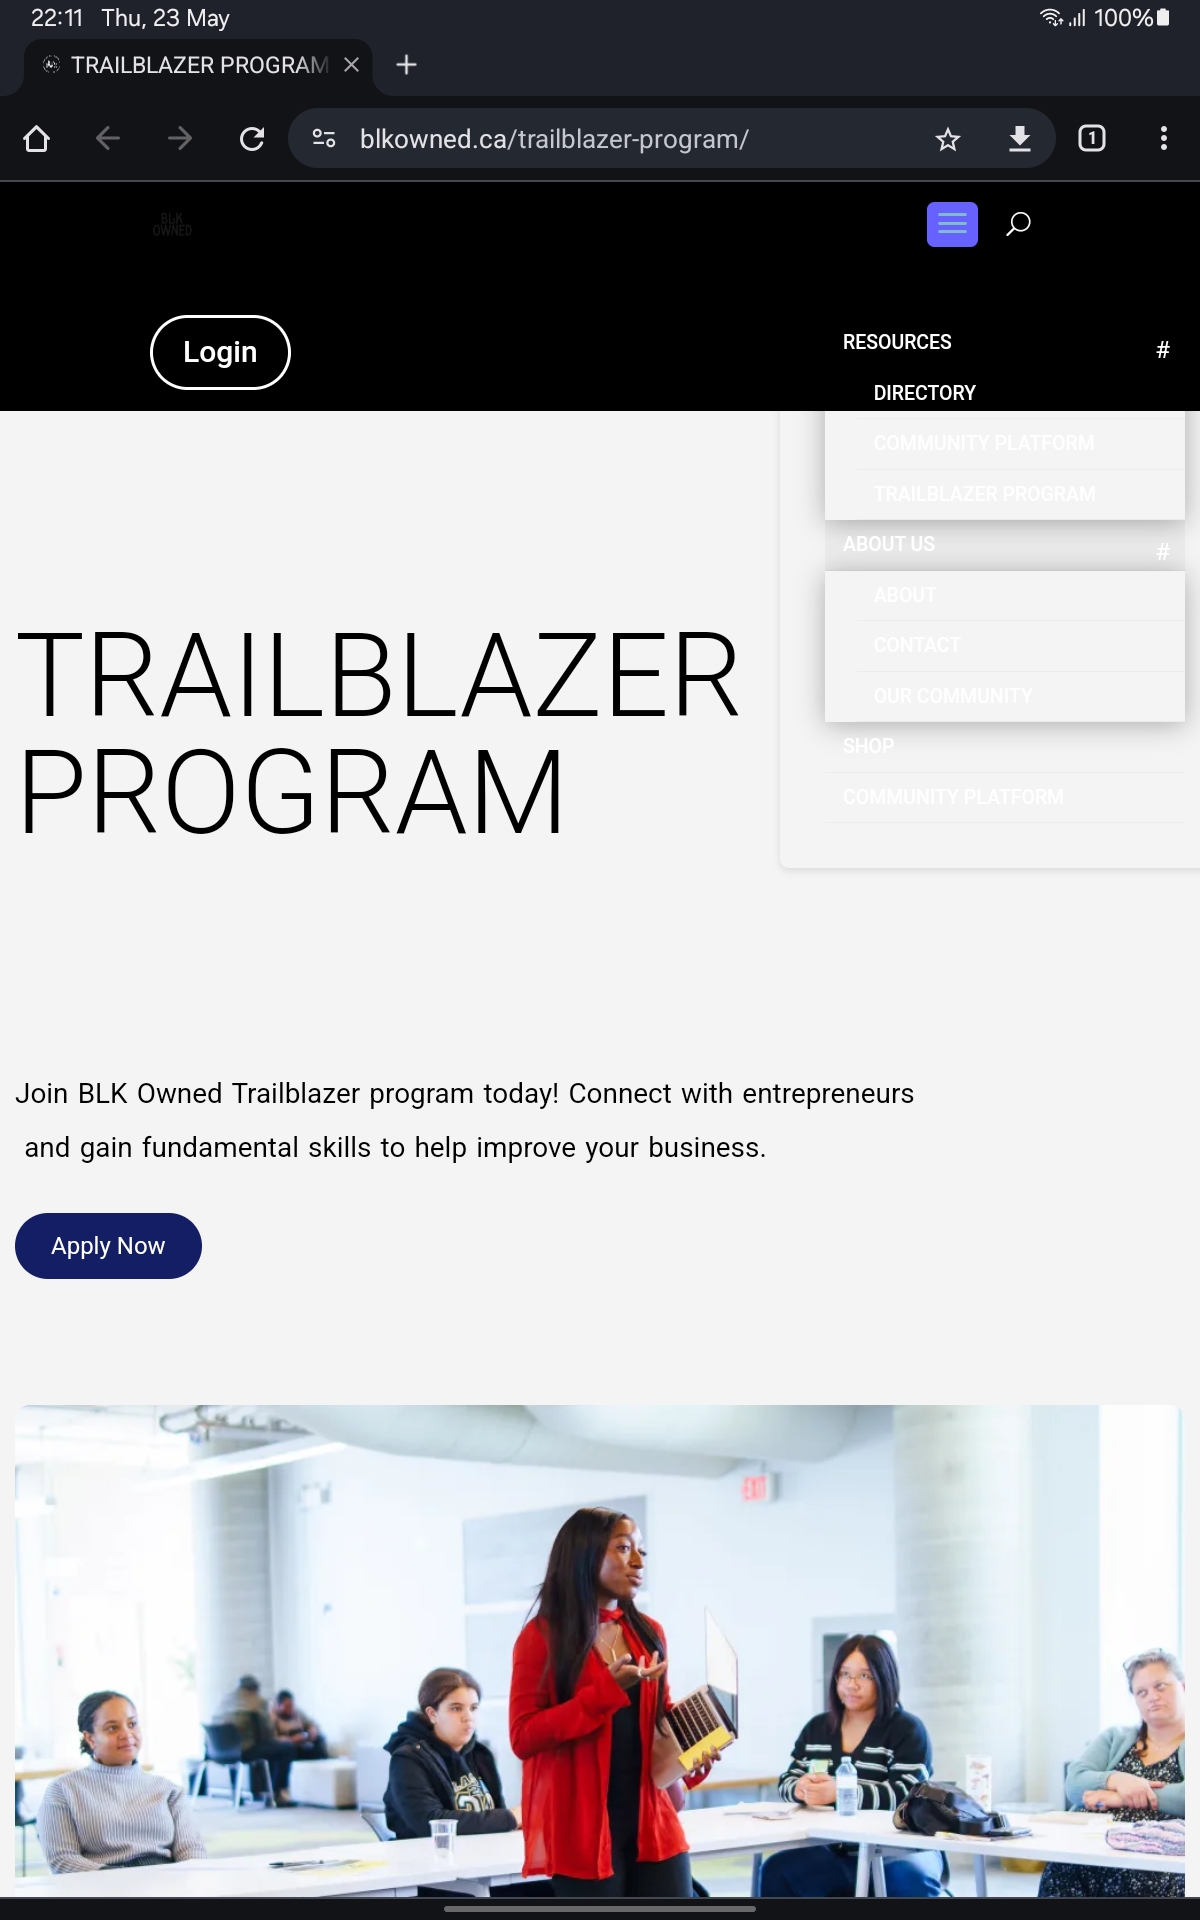 22:11 Thu, 23 May
100%
TRAILBLAZER PROGRAM
blkowned.ca/trailblazer-program/
1
BLK
OWNED
Login
RESOURCES
#
DIRECTORY
COMMUNITY PLATFORM
TRAILBLAZER PROGRAM
ABOUT US
#
ABOUT
CONTACT
OUR COMMUNITY
SHOP
COMMUNITY PLATFORM
TRAILBLAZER
PROGRAM
Join BLK Owned Trailblazer program today! Connect with entrepreneurs
and gain fundamental skills to help improve your business.
Apply Now
EXIT